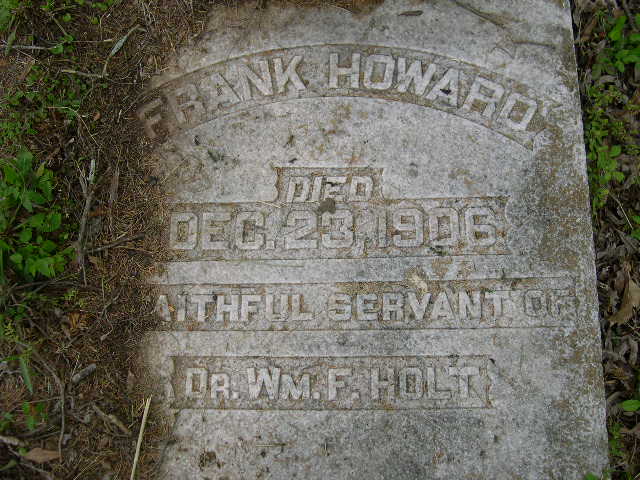 FRANK HOWARD
DIED
DEC. 23, 1906
AITHFUL SERVANT OF
DR. WM. F. HOLT